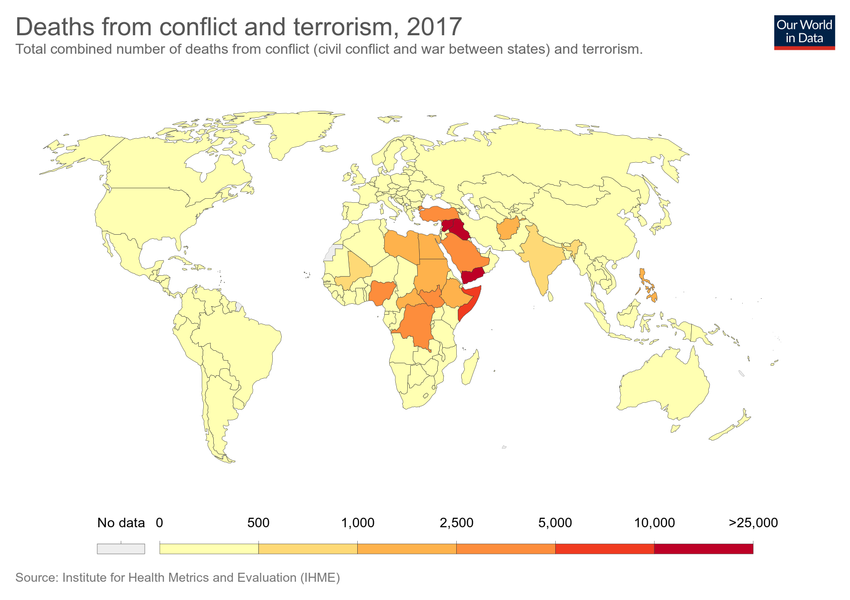 Deaths from conflict and terrorism, 2017
Total combined number of deaths from conflict (civil conflict and war between states) and terrorism.
Our World
in Data
No data 0 500 1,000 2,500 5,000 10,000 >25,000
Source: Institute for Health Metrics and Evaluation (IHME)